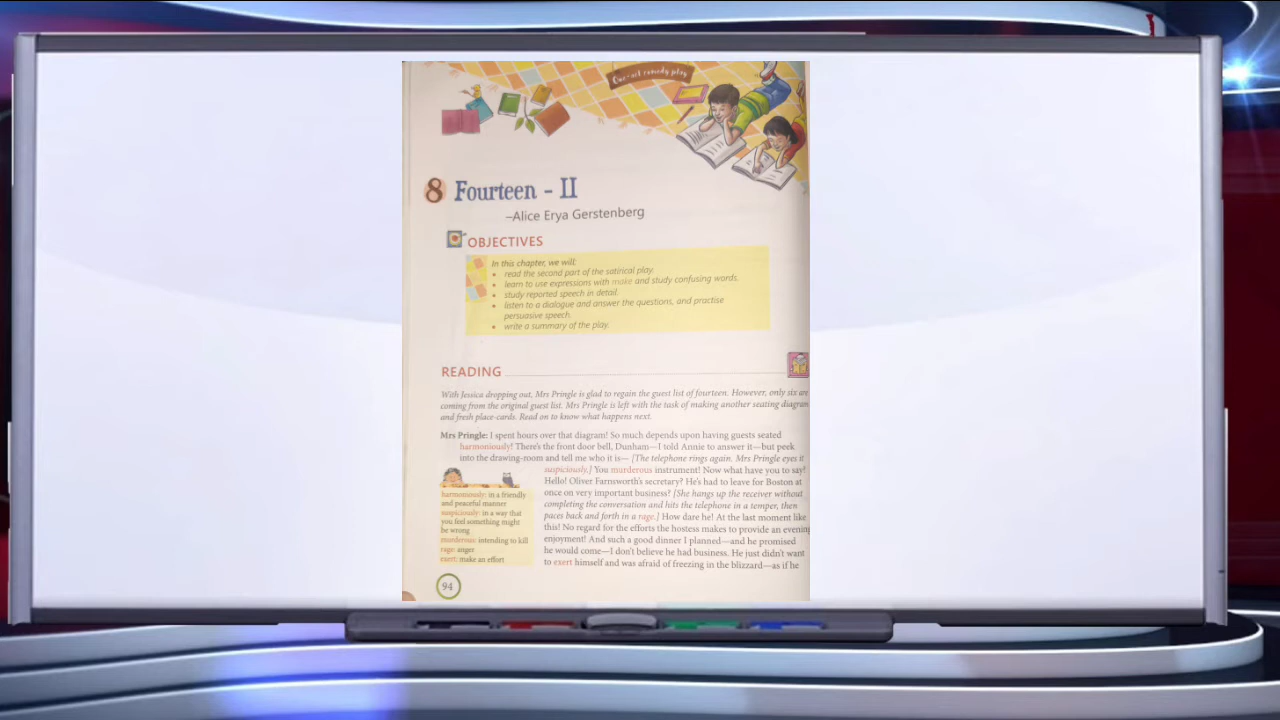 One-act comedy play
8 Fourteen - II
–Alice Erya Gerstenberg
OBJECTIVES
In this chapter, we will:
• read the second part of the satirical play.
• learn to use expressions with make and study confusing words.
• study reported speech in detail.
• listen to a dialogue and answer the questions, and practise
persuasive speech.
• write a summary of the play.
READING
With Jessica dropping out, Mrs Pringle is glad to regain the guest list of fourteen. However, only six are
coming from the original guest list. Mrs Pringle is left with the task of making another seating diagram
and fresh place-cards. Read on to know what happens next.
Mrs Pringle: I spent hours over that diagram! So much depends upon having guests seated
harmoniously! There's the front door bell, Dunham—I told Annie to answer it—but peek
into the drawing-room and tell me who it is— [The telephone rings again. Mrs Pringle eyes it
suspiciously.] You murderous instrument! Now what have you to say!
Hello! Oliver Farnsworth's secretary? He's had to leave for Boston at
once on very important business? [She hangs up the receiver without
completing the conversation and hits the telephone in a temper, then
paces back and forth in a rage.] How dare he! At the last moment like
this! No regard for the efforts the hostess makes to provide an evening
enjoyment! And such a good dinner I planned—and he promised
he would come—I don't believe he had business. He just didn't want
to exert himself and was afraid of freezing in the blizzard—as if he
harmoniously: in a friendly
and peaceful manner
suspiciously: in a way that
you feel something might
be wrong
murderous: intending to kill
rage: anger
exert: make an effort
94